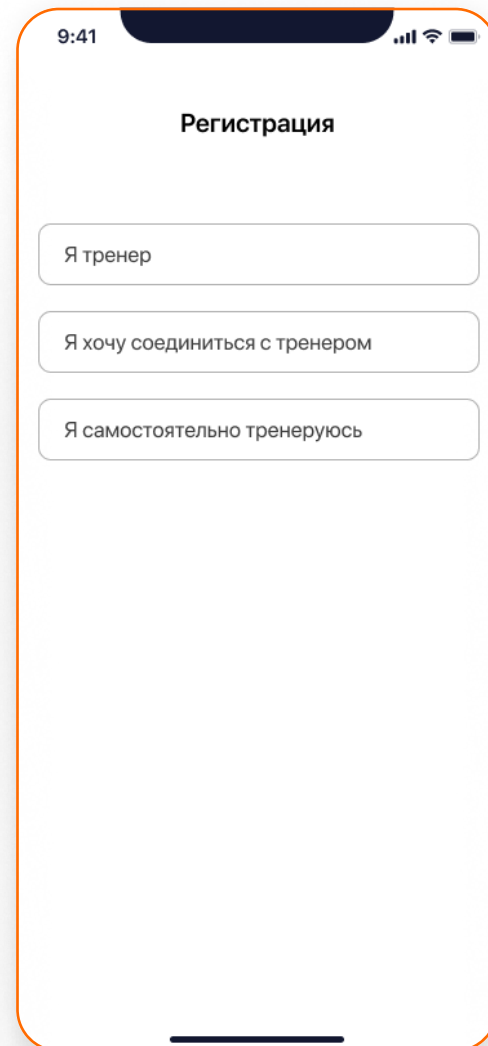 9:41
Регистрация
Я тренер
Я хочу соединиться с тренером
Я самостоятельно тренеруюсь